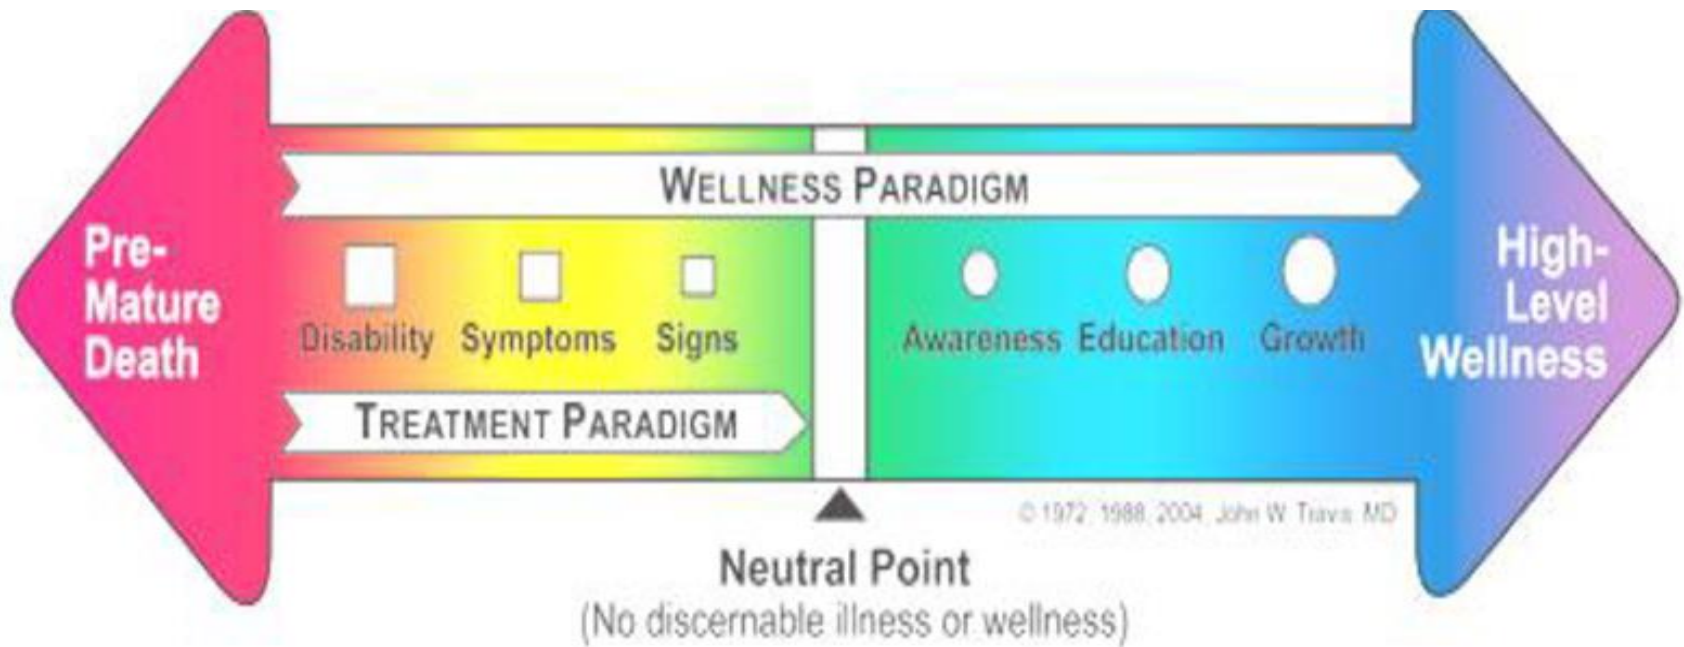 WELLNESS PARADIGM
Pre-
Mature
Death
Disability Symptoms Signs
Awareness Education Growth
High-
Level
Wellness
TREATMENT PARADIGM
© 1972, 1988, 2004, John W. Travis, MD
Neutral Point
(No discernable illness or wellness)